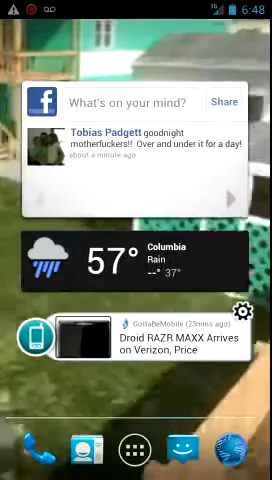 3G 6:48
f What's on your mind? Share
Tobias Padgett goodnight
motherfuckers!! Over and under it for a day!
about a minute ago
57° Columbia
Rain
--° 37°
GottaBeMobile (23mins ago)
Droid RAZR MAXX Arrives
on Verizon, Price